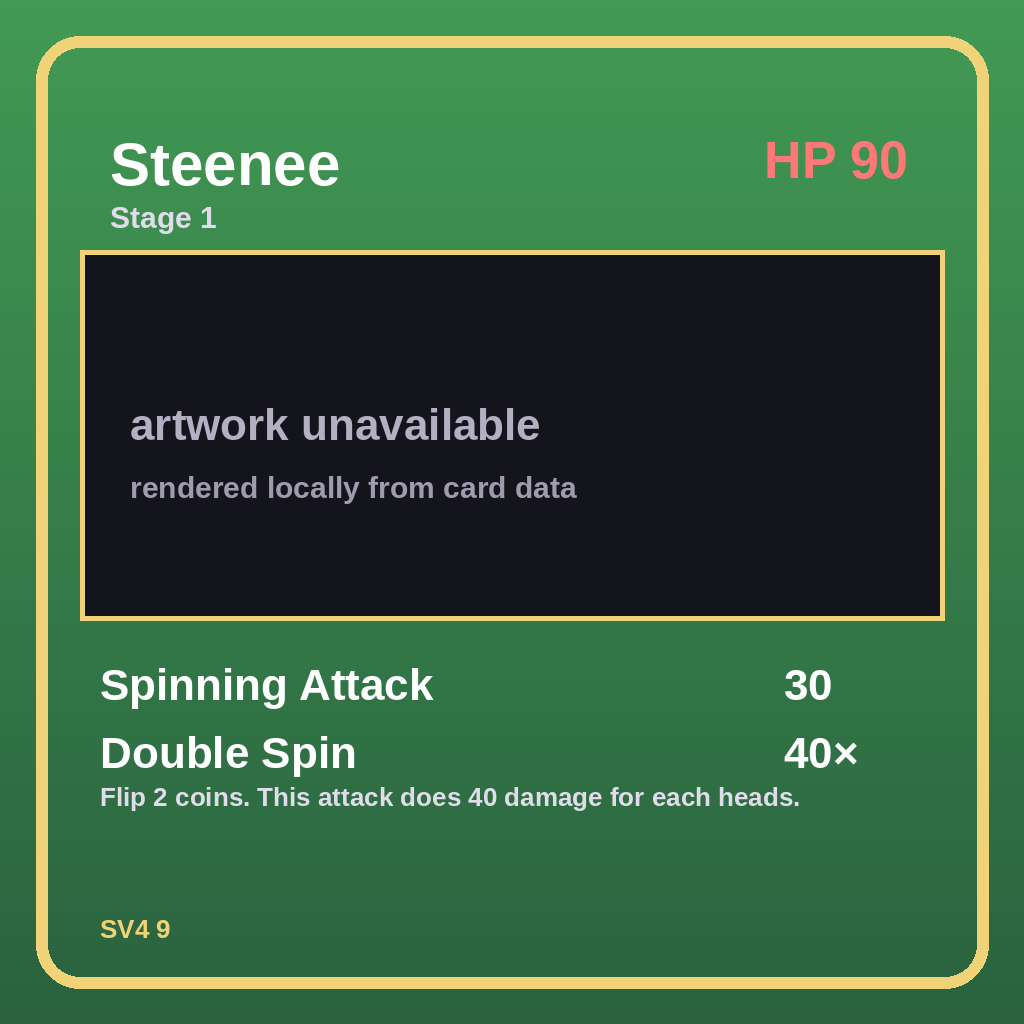 Steenee
HP 90
Stage 1
artwork unavailable
rendered locally from card data
Spinning Attack 30
Double Spin 40×
Flip 2 coins. This attack does 40 damage for each heads.
SV4 9